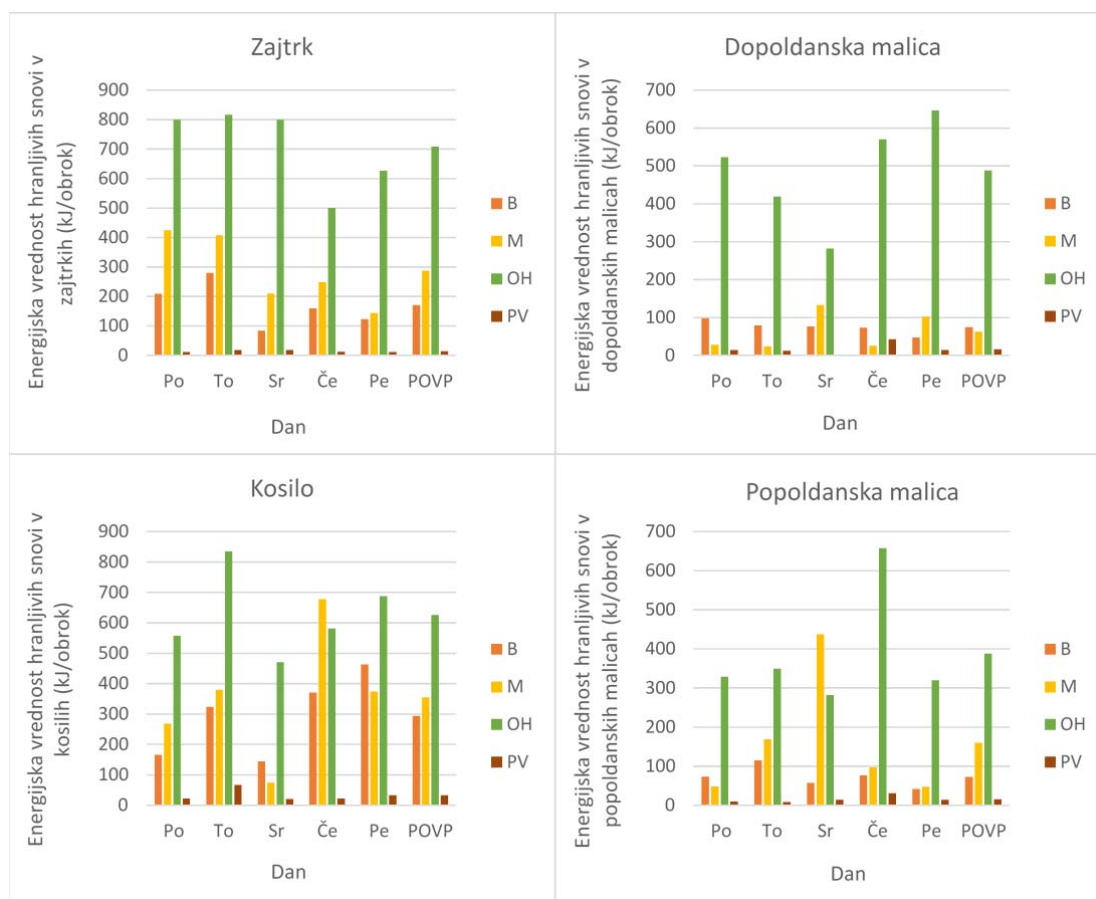 Zajtrk
Energijska vrednost hranljivih snovi v
zajtrkih (kJ/obrok)
900
800
700
600
500
400
300
200
100
0
Po To Sr Če Pe POVP
Dan
B
M
OH
PV
Dopoldanska malica
Energijska vrednost hranljivih snovi v
dopoldanskih malicah (kJ/obrok)
700
600
500
400
300
200
100
0
Po To Sr Če Pe POVP
Dan
B
M
OH
PV
Kosilo
Energijska vrednost hranljivih snovi v
kosilih (kJ/obrok)
900
800
700
600
500
400
300
200
100
0
Po To Sr Če Pe POVP
Dan
B
M
OH
PV
Popoldanska malica
Energijska vrednost hranljivih snovi v
popoldanskih malicah (kJ/obrok)
700
600
500
400
300
200
100
0
Po To Sr Če Pe POVP
Dan
B
M
OH
PV